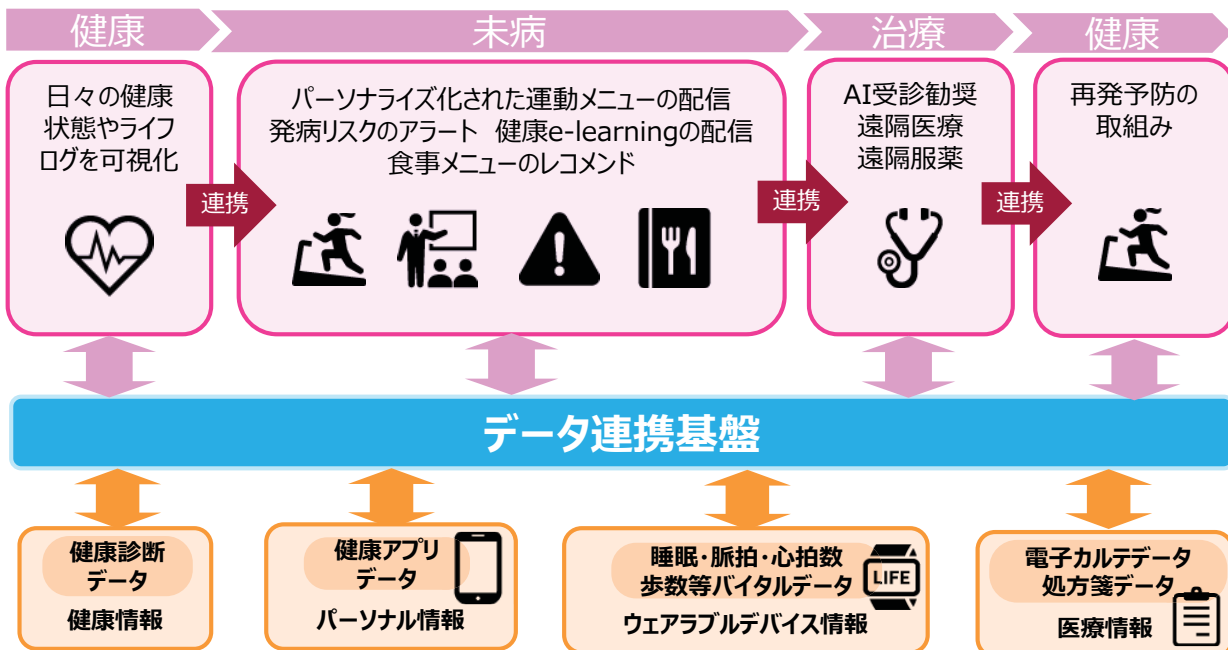 健康
未病
治療
健康
日々の健康
状態やライフ
ログを可視化
連携
パーソナライズ化された運動メニューの配信
発病リスクのアラート 健康e-learningの配信
食事メニューのレコメンド
連携
AI受診勧奨
遠隔医療
遠隔服薬
連携
再発予防の
取組み
データ連携基盤
健康診断
データ
健康情報
健康アプリ
データ
パーソナル情報
睡眠・脈拍・心拍数
歩数等バイタルデータ
LIFE
ウェアラブルデバイス情報
電子カルテデータ
処方箋データ
医療情報